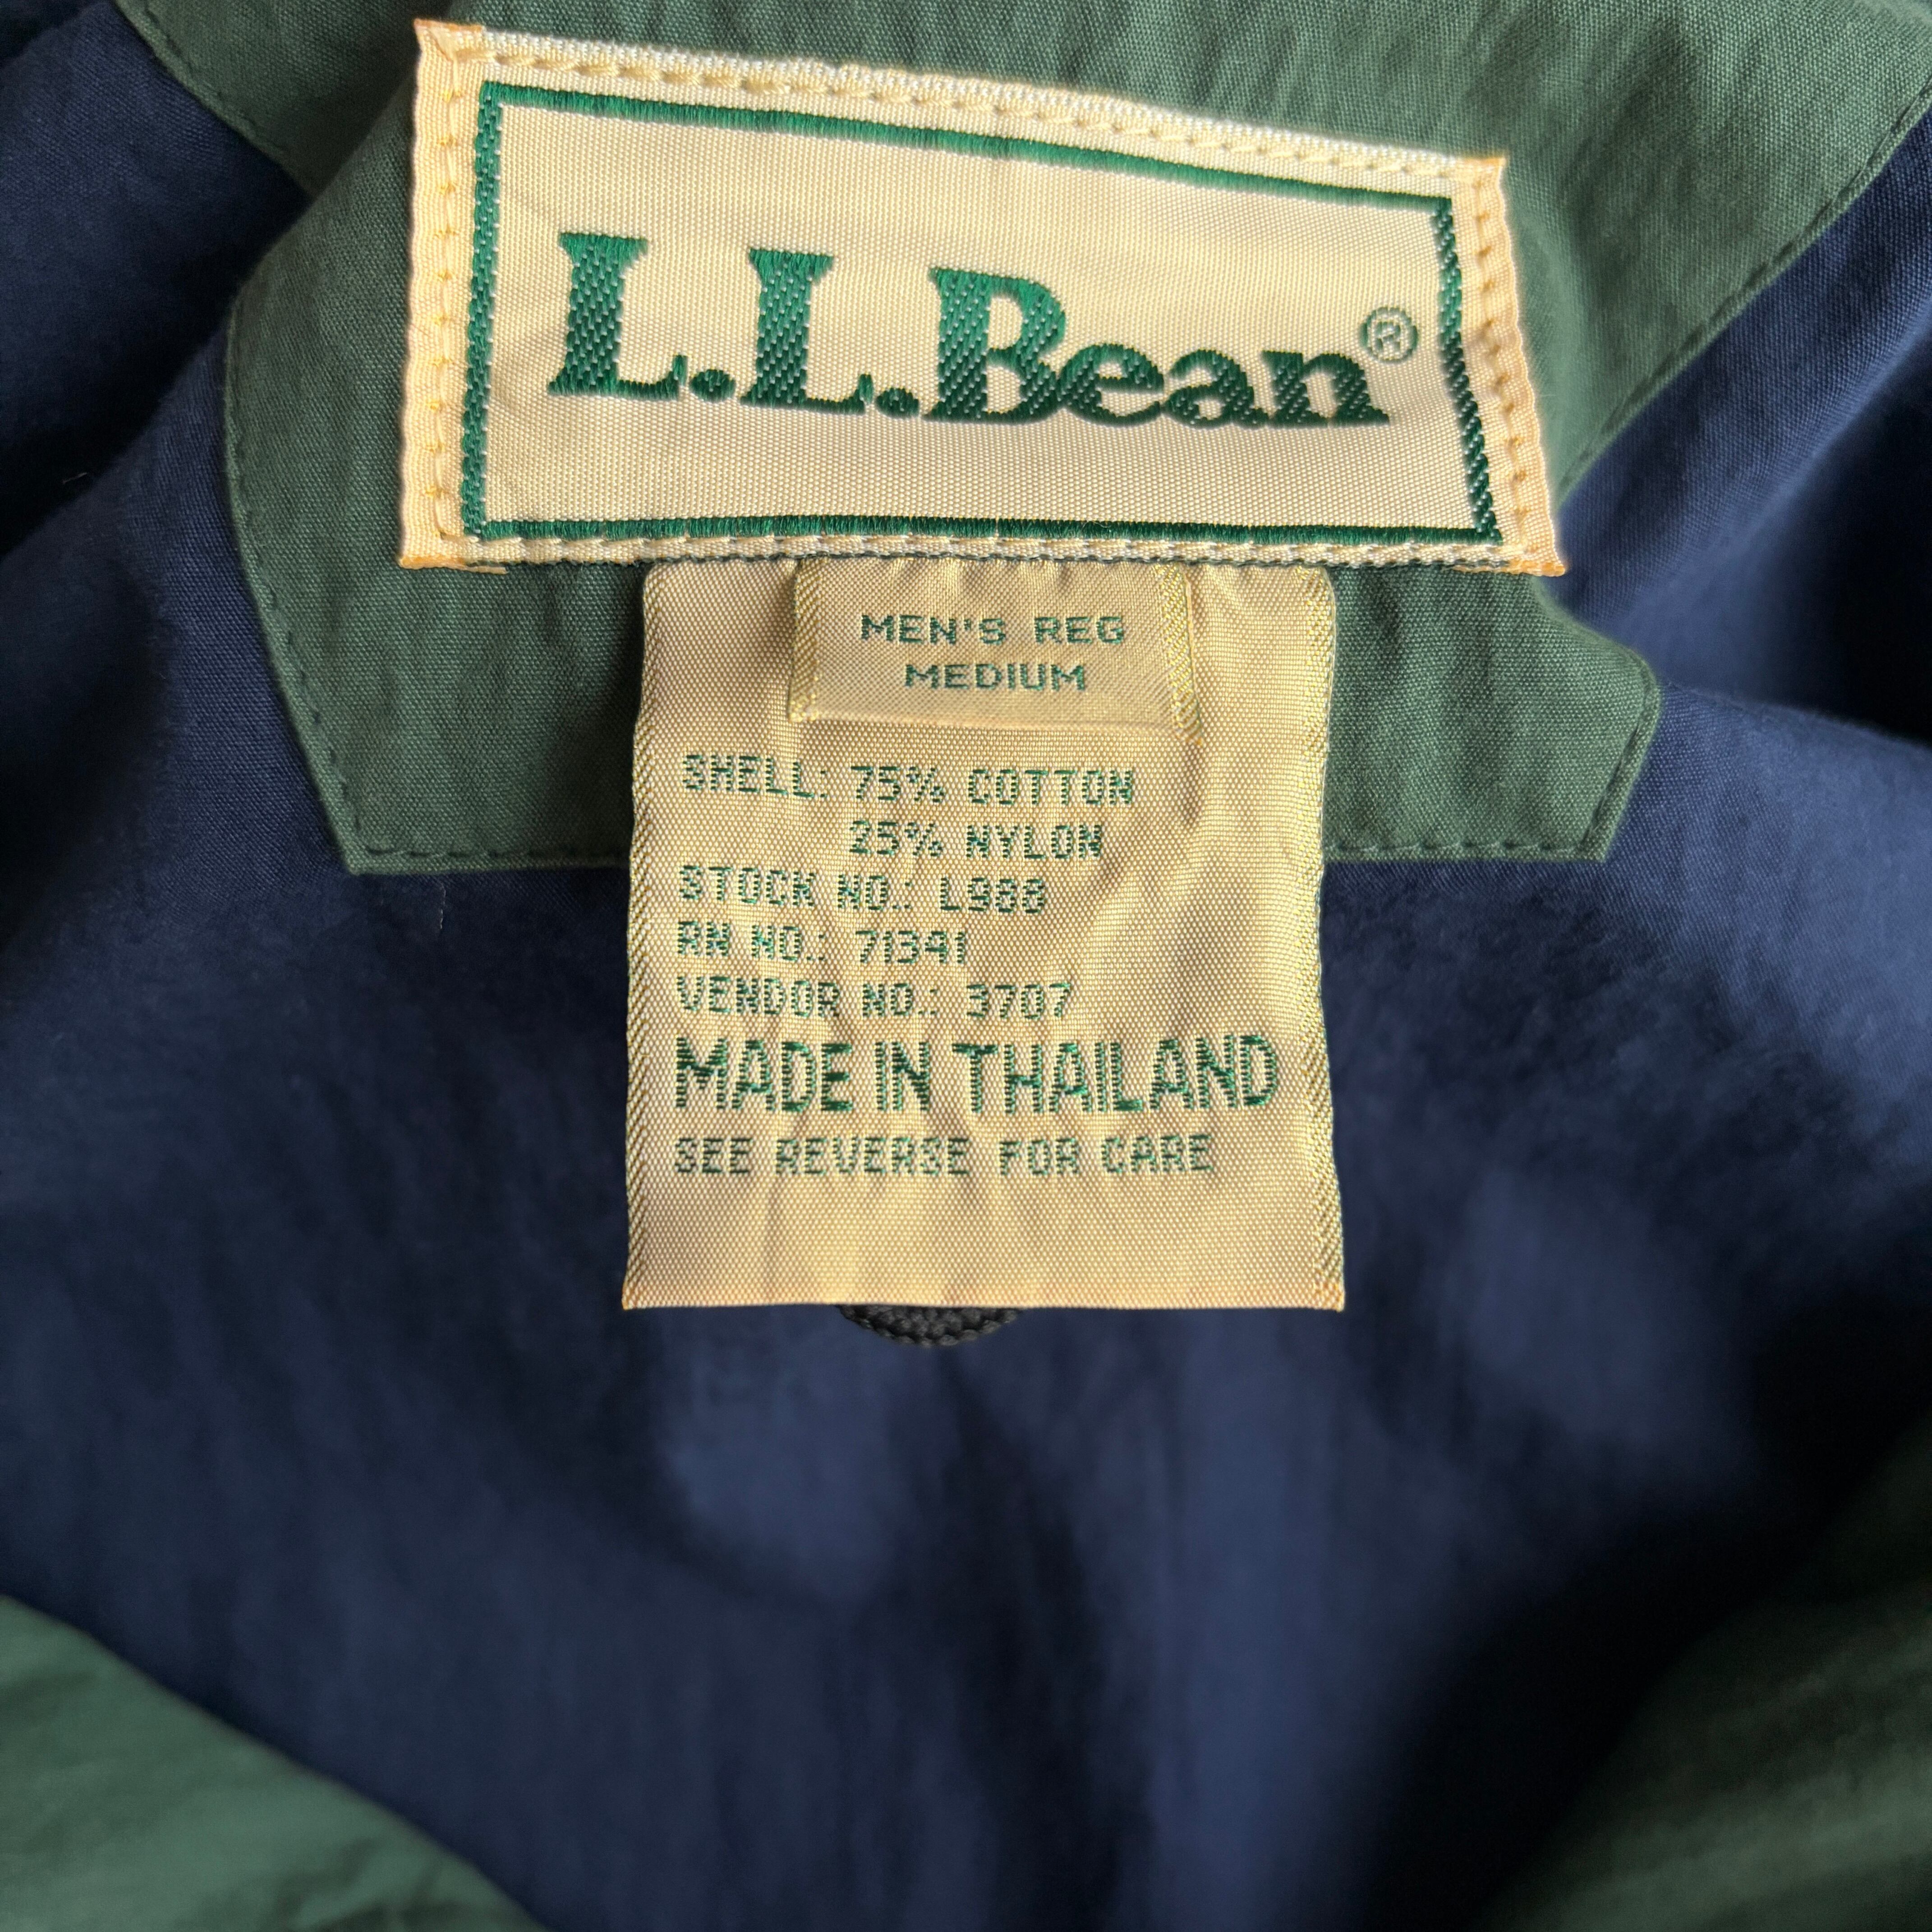 L.L.Bean®
MEN'S REG
MEDIUM
SHELL: 75% COTTON
25% NYLON
STOCK NO.: L988
RN NO.: 71341
VENDOR NO.: 3707
MADE IN THAILAND
SEE REVERSE FOR CARE